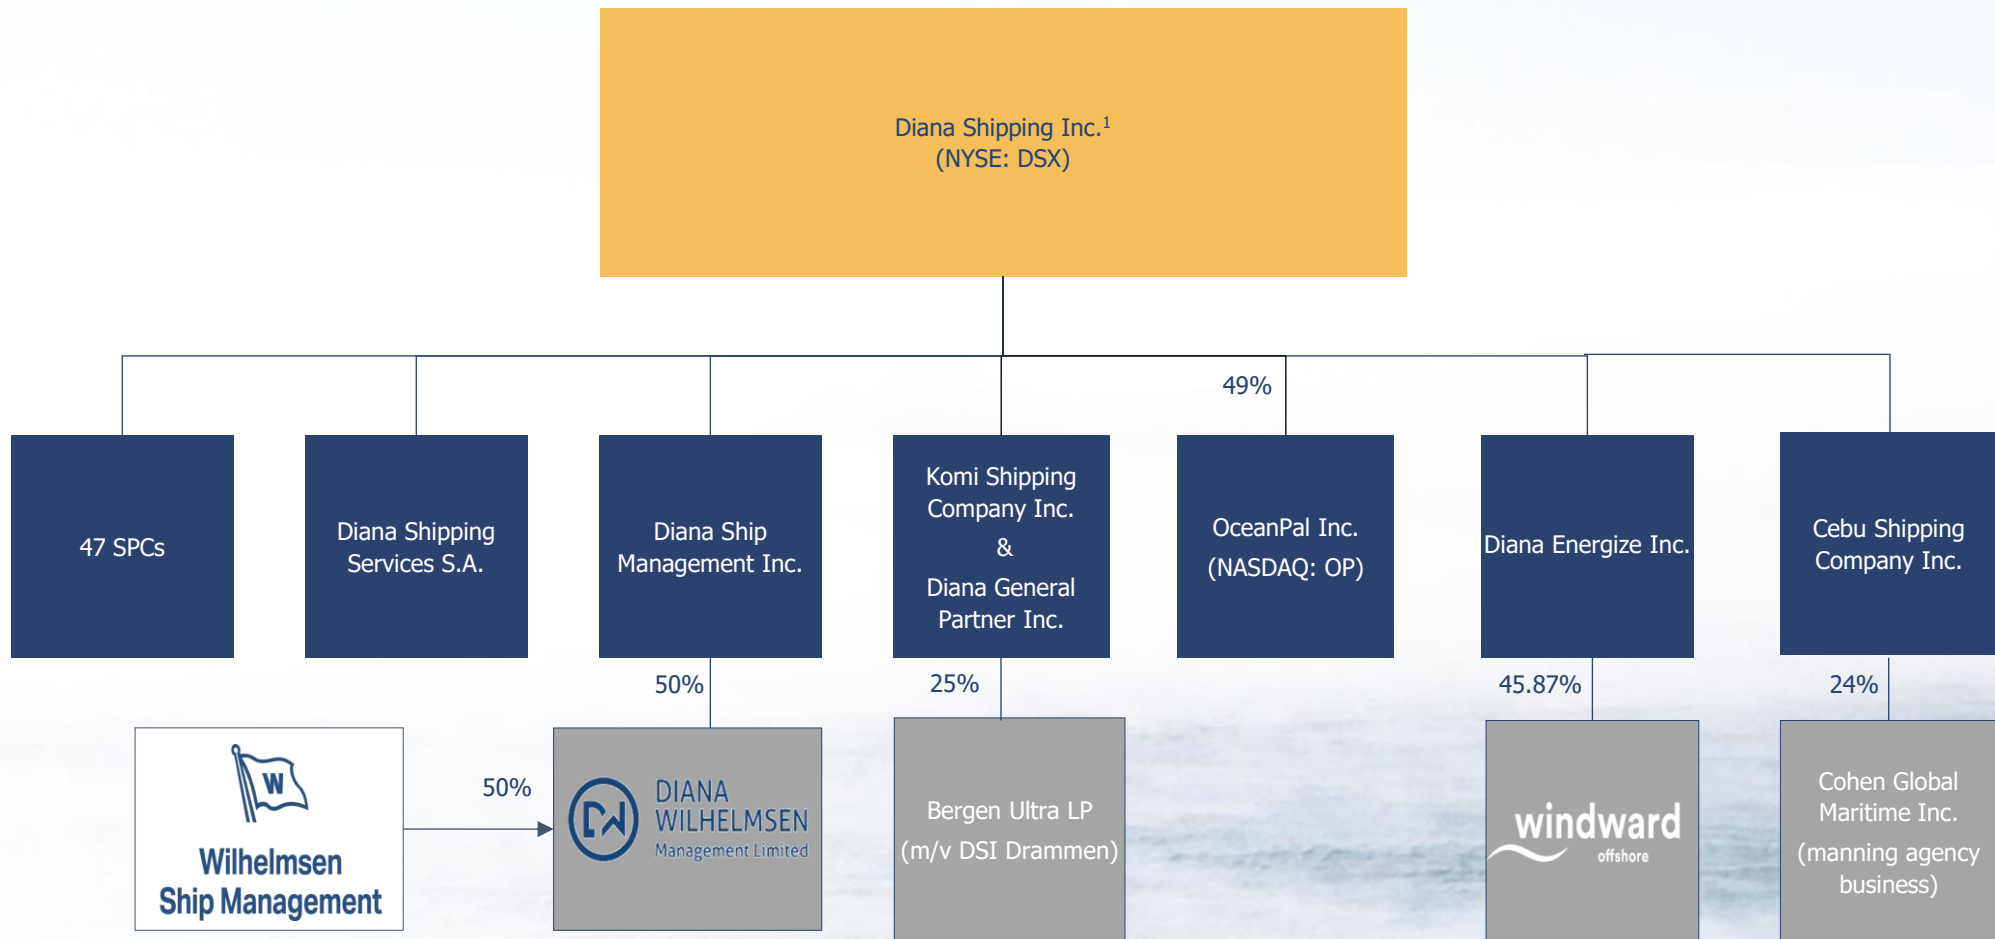 Diana Shipping Inc.¹
(NYSE: DSX)
49%
47 SPCs
Diana Shipping
Services S.A.
Diana Ship
Management Inc.
Komi Shipping
Company Inc.
&
Diana General
Partner Inc.
OceanPal Inc.
(NASDAQ: OP)
Diana Energize Inc.
Cebu Shipping
Company Inc.
50%
25%
45.87%
24%
W
Wilhelmsen
Ship Management
50%
DW
DIANA
WILHELMSEN
Management Limited
Bergen Ultra LP
(m/v DSI Drammen)
windward
offshore
Cohen Global
Maritime Inc.
(manning agency
business)